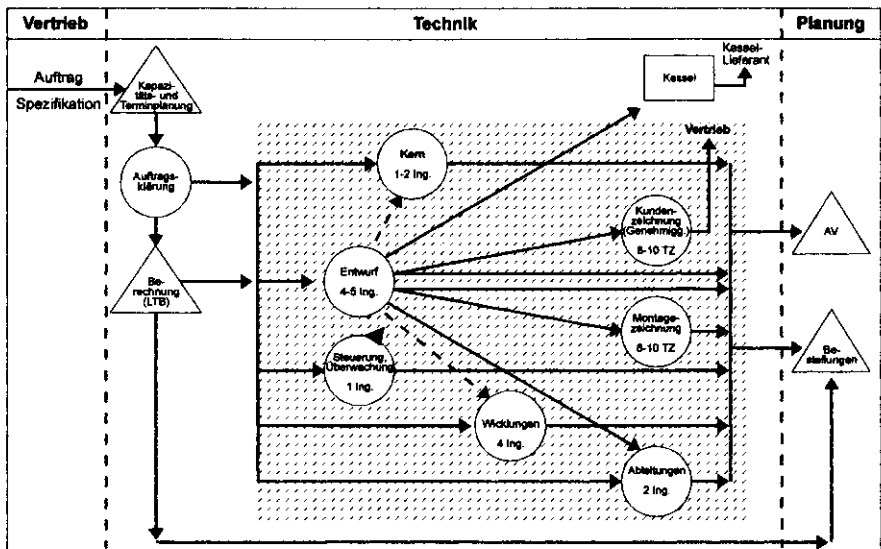 Vertrieb
Technik
Planung
Auftrag
Spezifikation
Kapazi-
täts- und
Terminplanung
Kessel-
Lieferant
Kessel
Vertrieb
Kern
1-2 Ing.
Auftrags-
klärung
Kunden-
zeichnung
(Genehmigg.)
8-10 TZ
AV
Be-
rechnung
(LTB)
Entwurf
4-5 Ing.
Montage-
zeichnung
8-10 TZ
Steuerung,
Überwachung
1 Ing.
Be-
stellungen
Wicklungen
4 Ing.
Ableitungen
2 Ing.